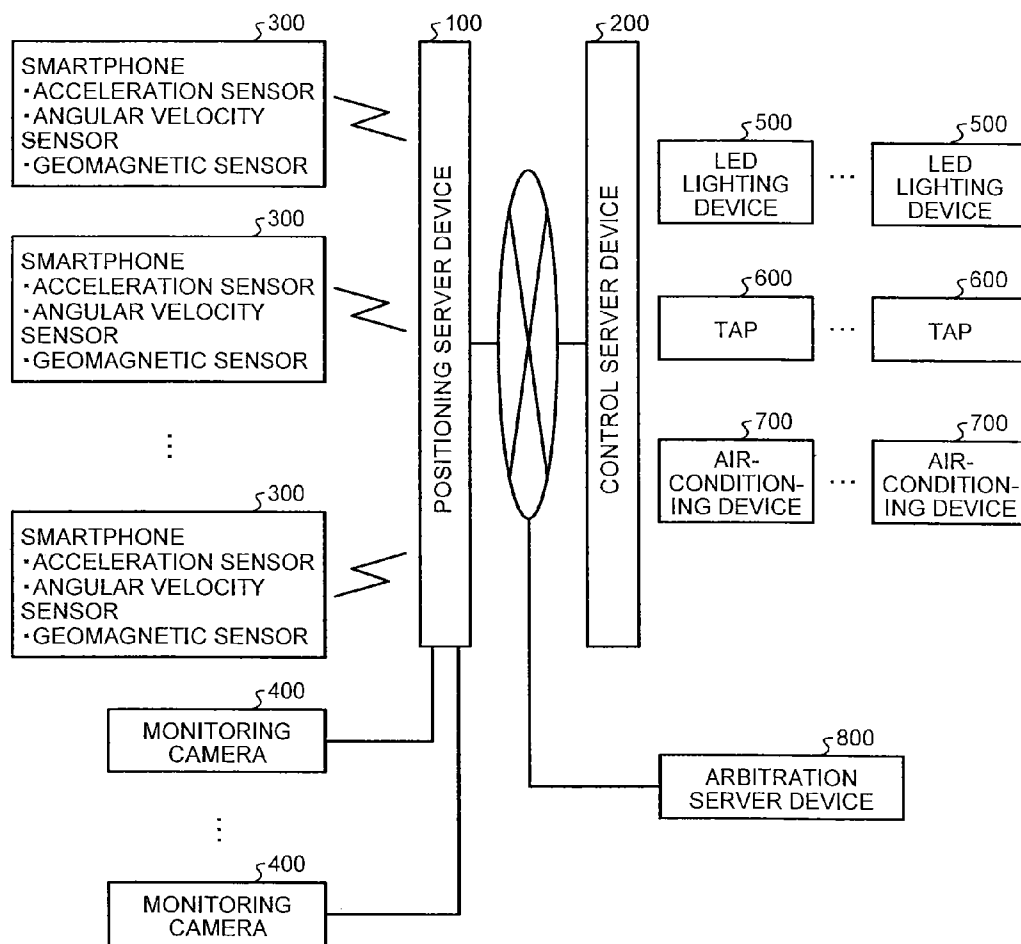 300
SMARTPHONE
・ACCELERATION SENSOR
・ANGULAR VELOCITY
SENSOR
・GEOMAGNETIC SENSOR
300
SMARTPHONE
・ACCELERATION SENSOR
・ANGULAR VELOCITY
SENSOR
・GEOMAGNETIC SENSOR
...
300
SMARTPHONE
・ACCELERATION SENSOR
・ANGULAR VELOCITY
SENSOR
・GEOMAGNETIC SENSOR
400
MONITORING
CAMERA
...
400
MONITORING
CAMERA
100
POSITIONING SERVER DEVICE
200
CONTROL SERVER DEVICE
500
LED
LIGHTING
DEVICE
...
500
LED
LIGHTING
DEVICE
600
TAP
...
600
TAP
700
AIR-
CONDITION-
ING DEVICE
...
700
AIR-
CONDITION-
ING DEVICE
800
ARBITRATION
SERVER DEVICE